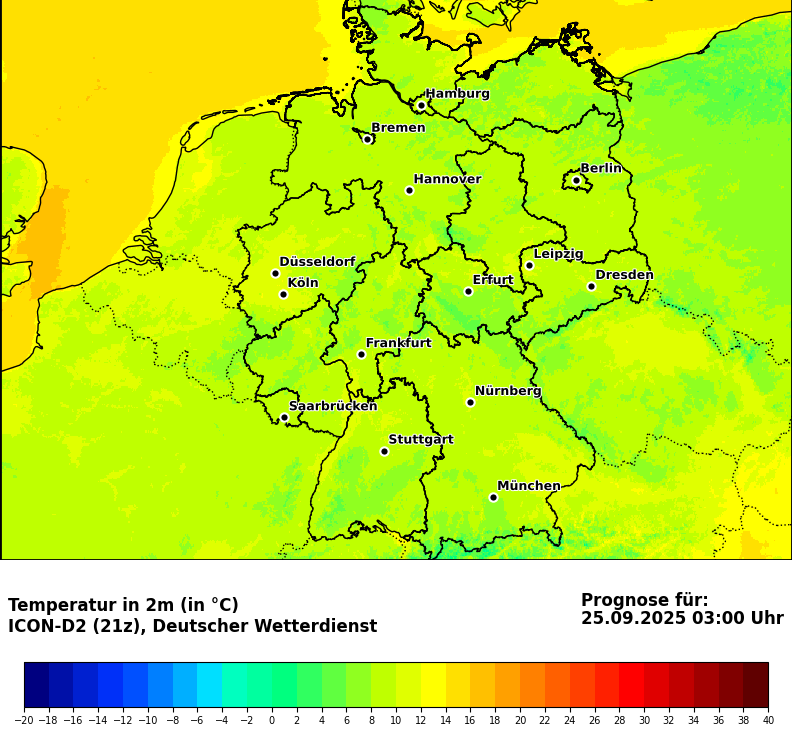 Hamburg
Bremen
Berlin
Hannover
Leipzig
Düsseldorf
Dresden
Köln
Erfurt
Frankfurt
Nürnberg
Saarbrücken
Stuttgart
München
Temperatur in 2m (in °C)
ICON-D2 (21z), Deutscher Wetterdienst
Prognose für:
25.09.2025 03:00 Uhr
−20 −18 −16 −14 −12 −10 −8 −6 −4 −2 0 2 4 6 8 10 12 14 16 18 20 22 24 26 28 30 32 34 36 38 40